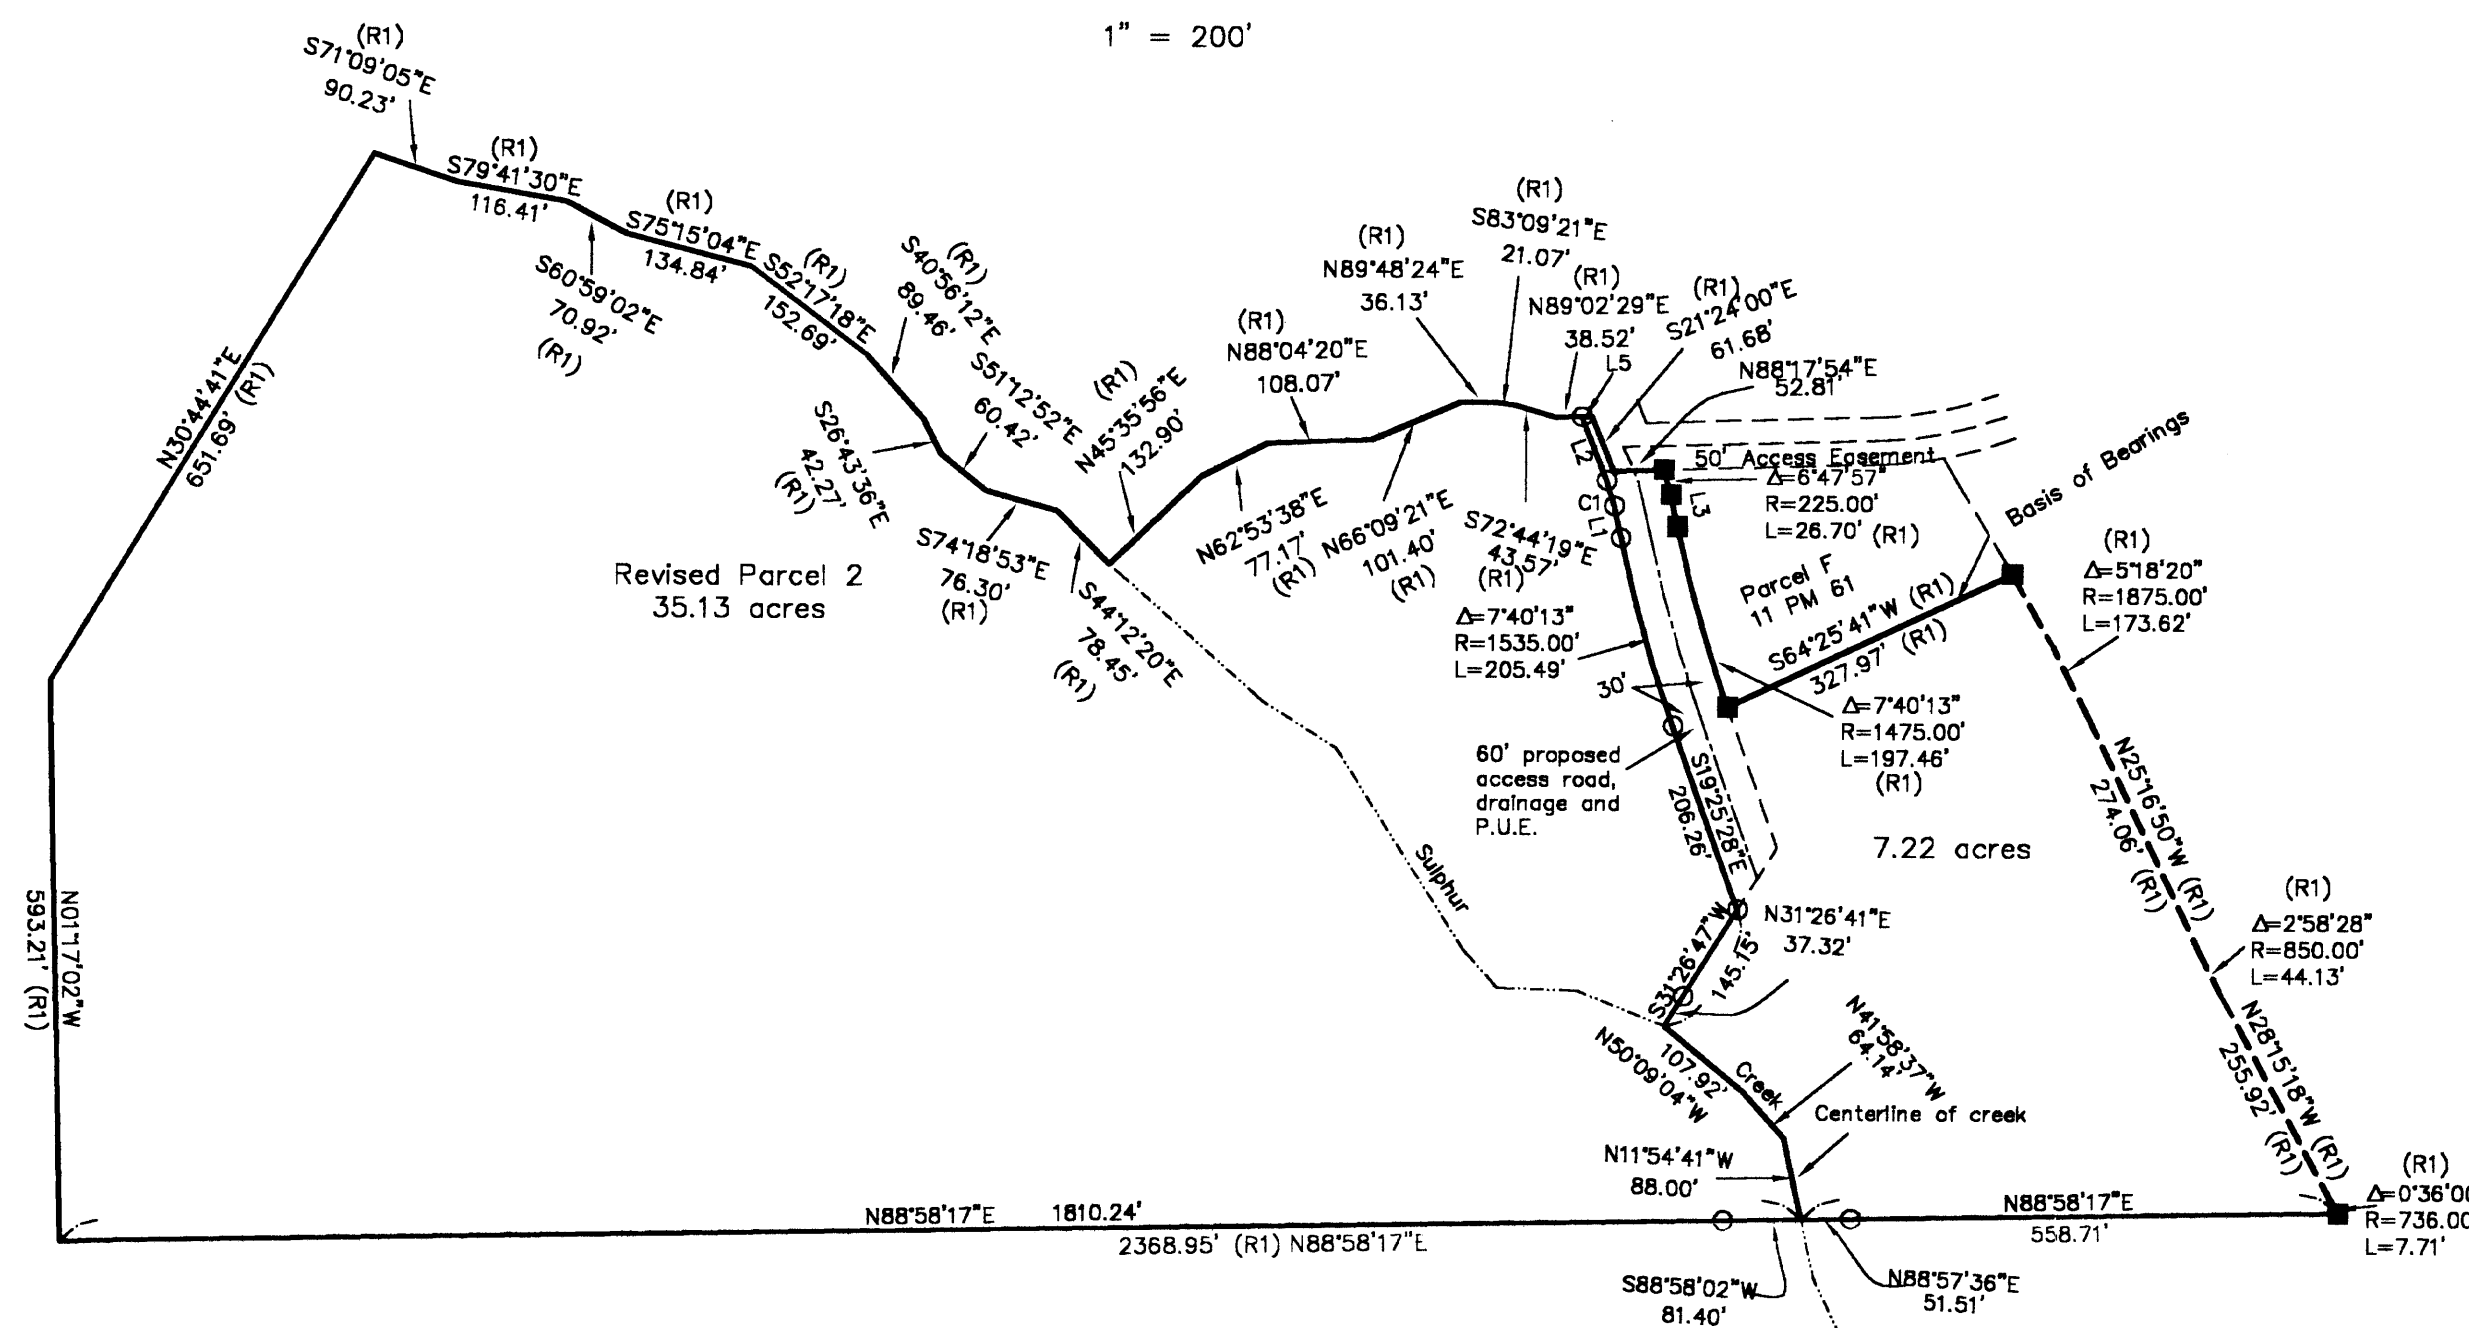 1" = 200'
(R1)
S71°09'05"E
90.23'
(R1)
S79°41'30"E
116.41'
S60°59'02"E
70.92'
(R1)
(R1)
S75°15'04"E
134.84'
(R1)
S52°17'18"E
152.69'
(R1)
S40°56'12"E
89.46'
S26°43'36"E
42.27'
(R1)
S51°12'52"E
60.42'
S74°18'53"E
76.30'
(R1)
S44°12'20"E
78.45'
(R1)
(R1)
N45°35'56"E
132.90'
N62°53'38"E
77.17'
(R1)
(R1)
N88°04'20"E
108.07'
N66°09'21"E
101.40'
(R1)
(R1)
N89°48'24"E
36.13'
(R1)
S83°09'21"E
21.07'
S72°44'19"E
43.57'
(R1)
(R1)
N89°02'29"E
38.52'
L5
(R1)
S21°24'00"E
61.68'
N88°17'54"E
52.81'
L2
C1
L1
L3
50' Access Easement
Δ=6°47'57"
R=225.00'
L=26.70' (R1)
Basis of Bearings
Parcel F
11 PM 61
S64°25'41"W (R1)
327.97' (R1)
(R1)
Δ=5°18'20"
R=1875.00'
L=173.62'
N30°44'41"E
651.69' (R1)
Revised Parcel 2
35.13 acres
Δ=7°40'13"
R=1535.00'
L=205.49'
30'
Δ=7°40'13"
R=1475.00'
L=197.46'
(R1)
60' proposed
access road,
drainage and
P.U.E.
S19°25'28"E
206.26'
7.22 acres
N25°16'50"W (R1)
274.06' (R1)
Sulphur
N31°26'41"E
37.32'
S31°26'47"W
145.15'
(R1)
Δ=2°58'28"
R=850.00'
L=44.13'
N01°17'02"W
593.21' (R1)
N41°58'37"W
64.14'
107.92'
N50°09'04"W
Creek
Centerline of creek
N28°15'18"W (R1)
255.92' (R1)
N11°54'41"W
88.00'
(R1)
Δ=0°36'00
R=736.00
L=7.71'
N88°58'17"E 1810.24'
2368.95' (R1) N88°58'17"E
N88°58'17"E
558.71'
S88°58'02"W
81.40'
N88°57'36"E
51.51'